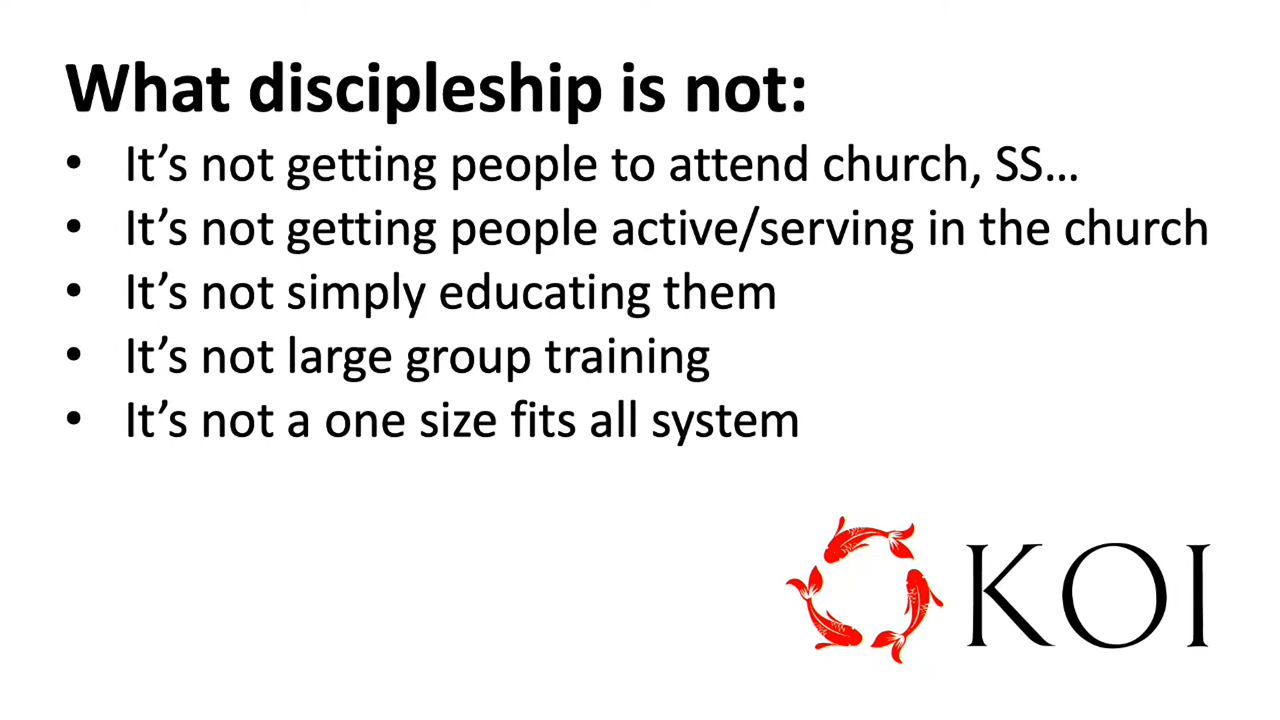 What discipleship is not:
• It’s not getting people to attend church, SS…
• It’s not getting people active/serving in the church
• It’s not simply educating them
• It’s not large group training
• It’s not a one size fits all system
KOI